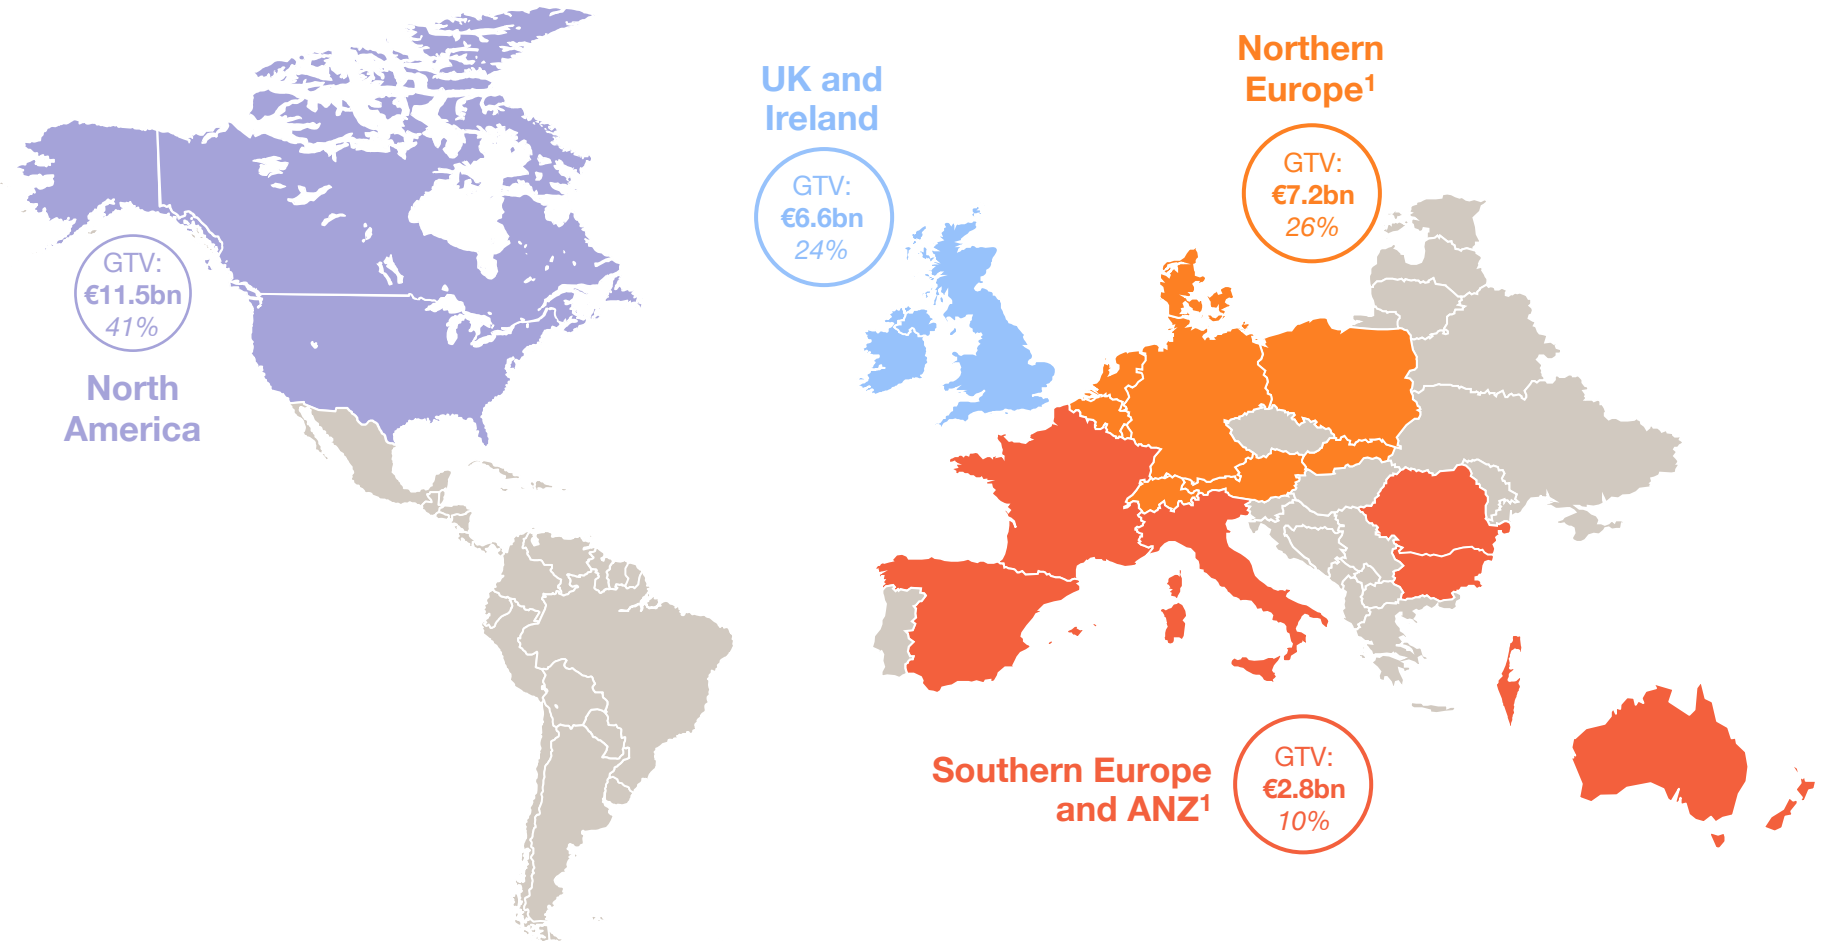 GTV:
€11.5bn
41%
North
America
UK and
Ireland
GTV:
€6.6bn
24%
Northern
Europe¹
GTV:
€7.2bn
26%
Southern Europe
and ANZ¹
GTV:
€2.8bn
10%